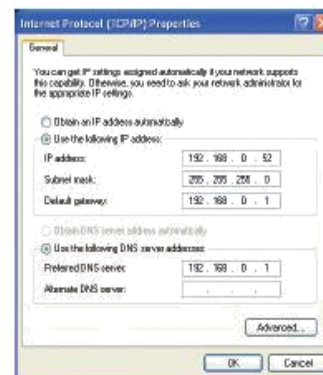 Internet Protocol (TCP/IP) Properties
General
You can get IP settings assigned automatically if your network supports
this capability. Otherwise, you need to ask your network administrator for
the appropriate IP settings.
Obtain an IP address automatically
Use the following IP address:
IP address: 192 . 168 . 0 . 52
Subnet mask: 255 . 255 . 255 . 0
Default gateway: 192 . 168 . 0 . 1
Obtain DNS server address automatically
Use the following DNS server addresses:
Preferred DNS server: 192 . 168 . 0 . 1
Alternate DNS server: . . .
Advanced...
OK
Cancel